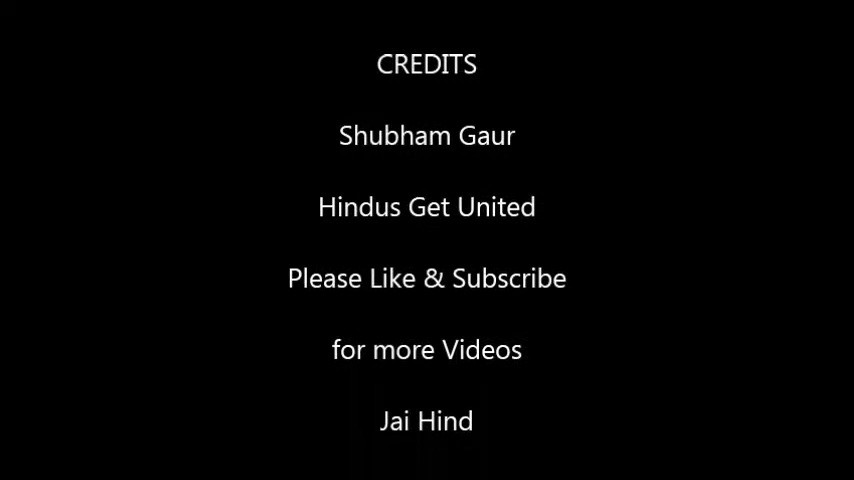 CREDITS
Shubham Gaur
Hindus Get United
Please Like & Subscribe
for more Videos
Jai Hind